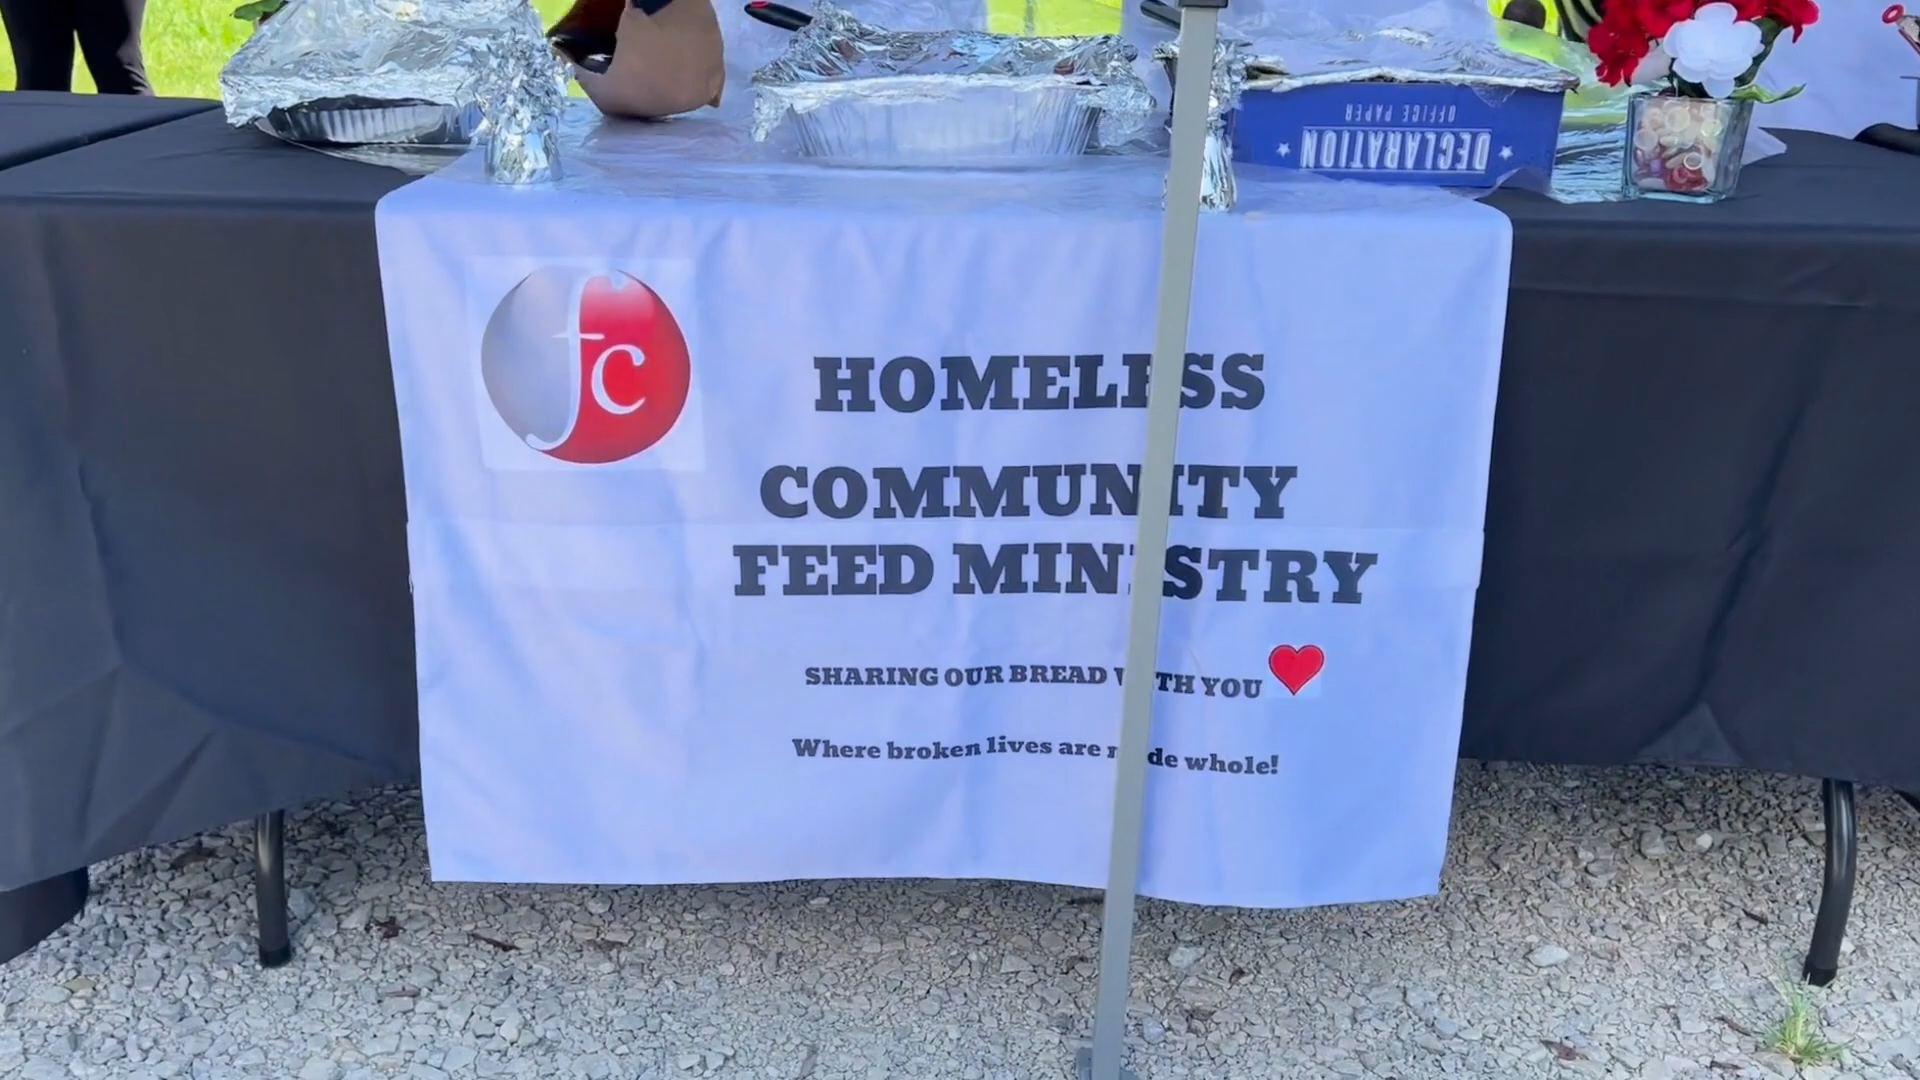 DECLARATION
OFFICE PAPER
fc
HOMELESS
COMMUNITY
FEED MINISTRY
SHARING OUR BREAD WITH YOU
Where broken lives are made whole!